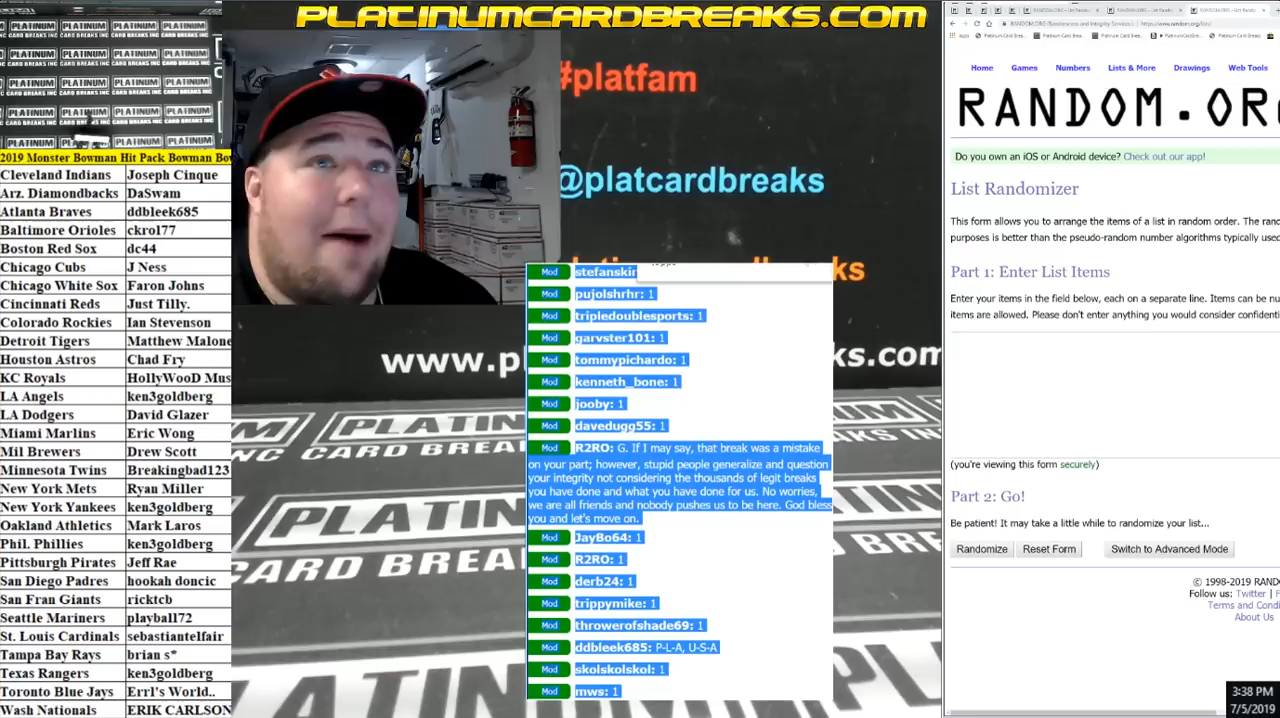 PLATINUMCARDBREAKS.COM
#platfam
@platcardbreaks
2019 Monster Bowman Hit Pack Bowman Bow
Cleveland Indians Joseph Cinque
Arz. Diamondbacks DaSwam
Atlanta Braves ddbleek685
Baltimore Orioles ckrol77
Boston Red Sox dc44
Chicago Cubs J Ness
Chicago White Sox Faron Johns
Cincinnati Reds Just Tilly.
Colorado Rockies Ian Stevenson
Detroit Tigers Matthew Malone
Houston Astros Chad Fry
KC Royals HollyWooD Mus
LA Angels ken3goldberg
LA Dodgers David Glazer
Miami Marlins Eric Wong
Mil Brewers Drew Scott
Minnesota Twins Breakingbad123
New York Mets Ryan Miller
New York Yankees ken3goldberg
Oakland Athletics Mark Laros
Phil. Phillies ken3goldberg
Pittsburgh Pirates Jeff Rae
San Diego Padres hookah doncic
San Fran Giants ricktcb
Seattle Mariners playball72
St. Louis Cardinals sebastiantelfair
Tampa Bay Rays brian s*
Texas Rangers ken3goldberg
Toronto Blue Jays Errl's World..
Wash Nationals ERIK CARLSON
www.p
ks.com
Mod stefanskir
Mod pujolshrhr: 1
Mod tripledoublesports: 1
Mod garvster101: 1
Mod tommypichardo: 1
Mod kenneth_bone: 1
Mod jooby: 1
Mod davedugg55: 1
Mod R2RO: G. If I may say, that break was a mistake
on your part; however, stupid people generalize and question
your integrity not considering the thousands of legit breaks
you have done and what you have done for us. No worries,
we are all friends and nobody pushes us to be here. God bless
you and let's move on.
Mod JayBo64: 1
Mod R2RO: 1
Mod derb24: 1
Mod trippymike: 1
Mod throwerofshade69: 1
Mod ddbleek685: P-L-A, U-S-A
Mod skolskolskol: 1
Mod mws: 1
Home Games Numbers Lists & More Drawings Web Tools
RANDOM.OR
Do you own an iOS or Android device? Check out our app!
List Randomizer
This form allows you to arrange the items of a list in random order. The ran
purposes is better than the pseudo-random number algorithms typically used
Part 1: Enter List Items
Enter your items in the field below, each on a separate line. Items can be nu
items are allowed. Please don't enter anything you would consider confidenti
(you're viewing this form securely)
Part 2: Go!
Be patient! It may take a little while to randomize your list...
Randomize Reset Form Switch to Advanced Mode
© 1998-2019 RAN
Follow us: Twitter | F
Terms and Condi
About Us
3:38 PM
7/5/2019